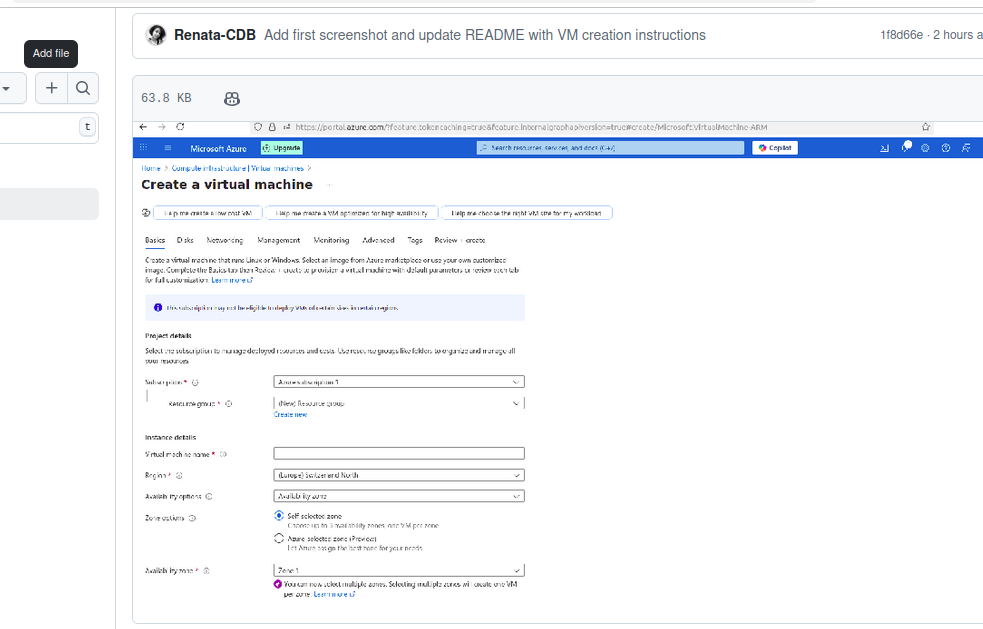 Add file
t
Renata-CDB Add first screenshot and update README with VM creation instructions
1f8d66e · 2 hours a
63.8 KB
https://portal.azure.com/?feature.tokencaching=true&feature.internalgraphapiversion=true#create/Microsoft.VirtualMachine-ARM
Microsoft Azure
Upgrade
Search resources, services, and docs (G+/)
Copilot
Home > Compute infrastructure | Virtual machines >
Create a virtual machine ...
Help me create a low cost VM
Help me create a VM optimized for high availability
Help me choose the right VM size for my workload
Basics Disks Networking Management Monitoring Advanced Tags Review + create
Create a virtual machine that runs Linux or Windows. Select an image from Azure marketplace or use your own customized
image. Complete the Basics tab then Review + create to provision a virtual machine with default parameters or review each tab
for full customization. Learn more
This subscription may not be eligible to deploy VMs of certain sizes in certain regions.
Project details
Select the subscription to manage deployed resources and costs. Use resource groups like folders to organize and manage all
your resources.
Subscription *
Azure subscription 1
Resource group *
(New) Resource group
Create new
Instance details
Virtual machine name *
Region *
(Europe) Switzerland North
Availability options
Availability zone
Zone options
Self-selected zone
Choose up to 3 availability zones, one VM per zone
Azure-selected zone (Preview)
Let Azure assign the best zone for your needs
Availability zone *
Zone 1
You can now select multiple zones. Selecting multiple zones will create one VM
per zone. Learn more